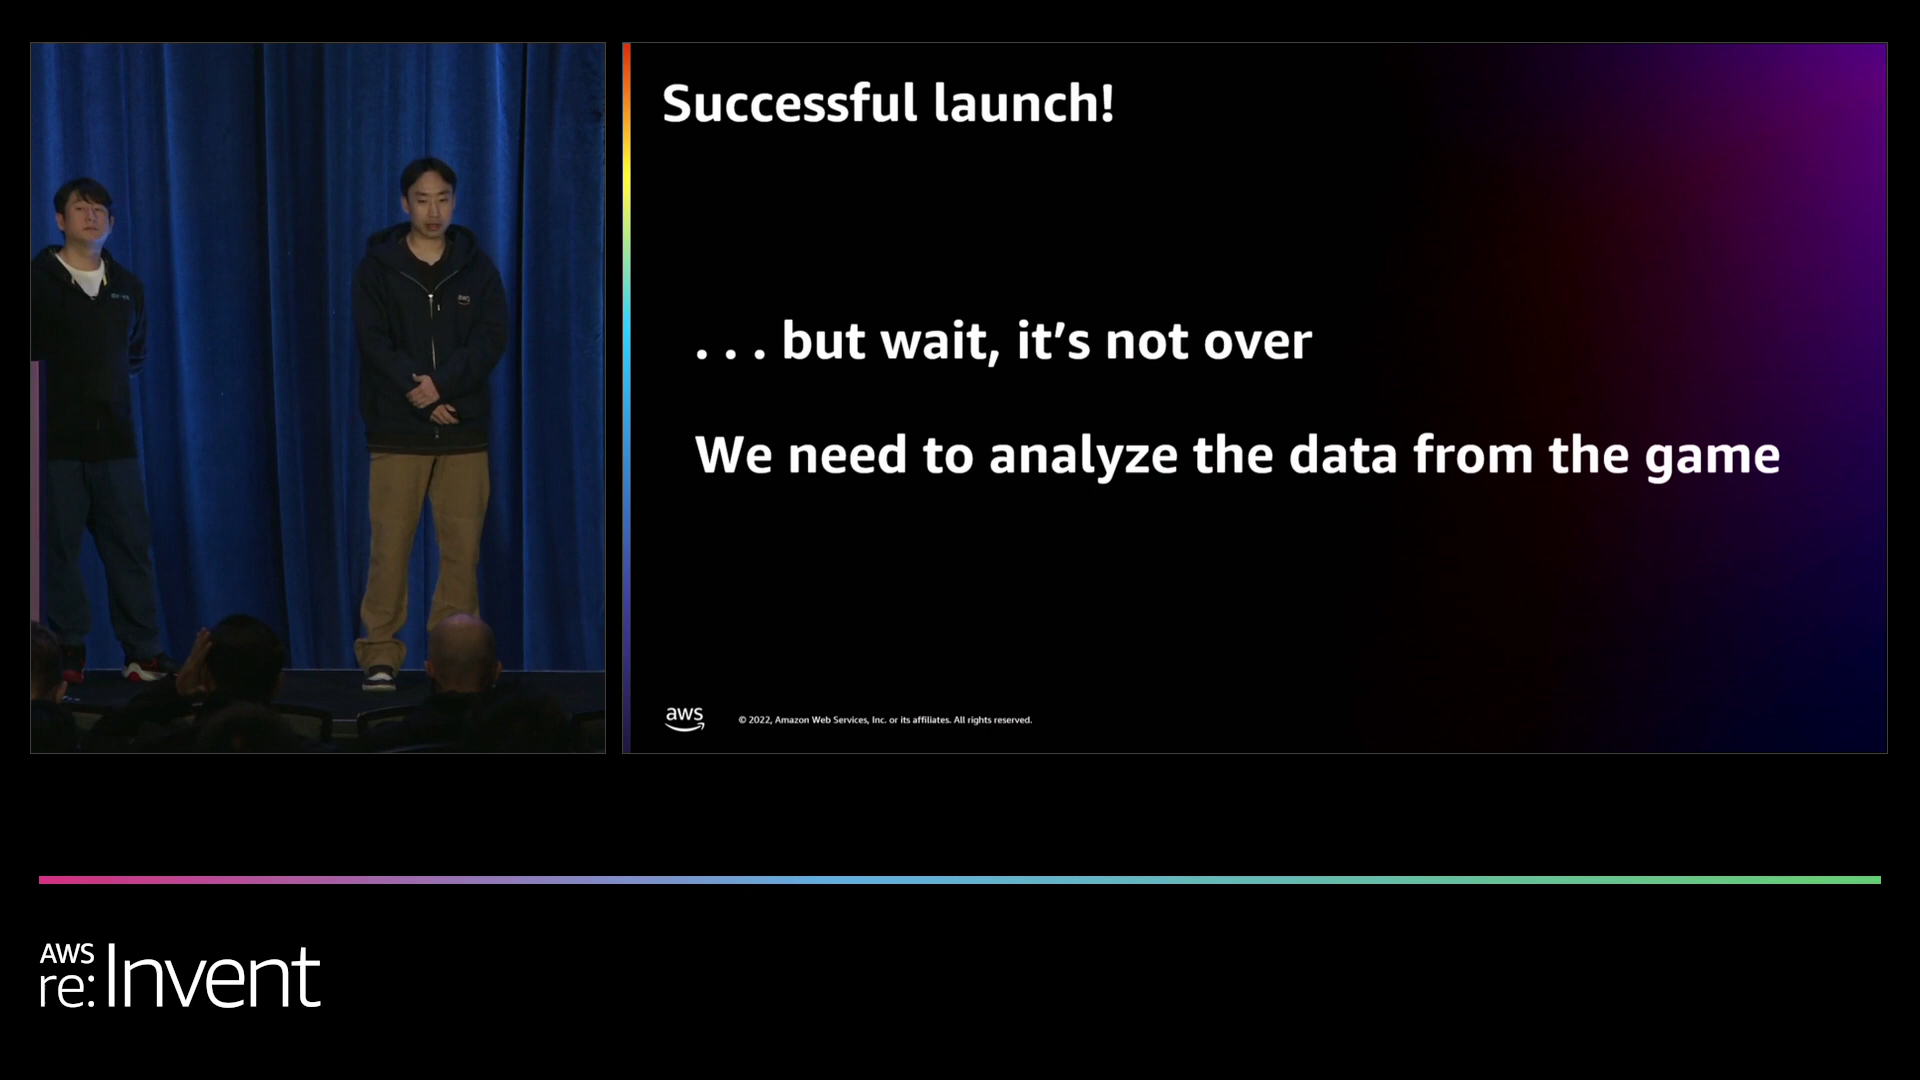 Successful launch!
. . . but wait, it’s not over
We need to analyze the data from the game
aws
© 2022, Amazon Web Services, Inc. or its affiliates. All rights reserved.
aws
AWS
re:Invent